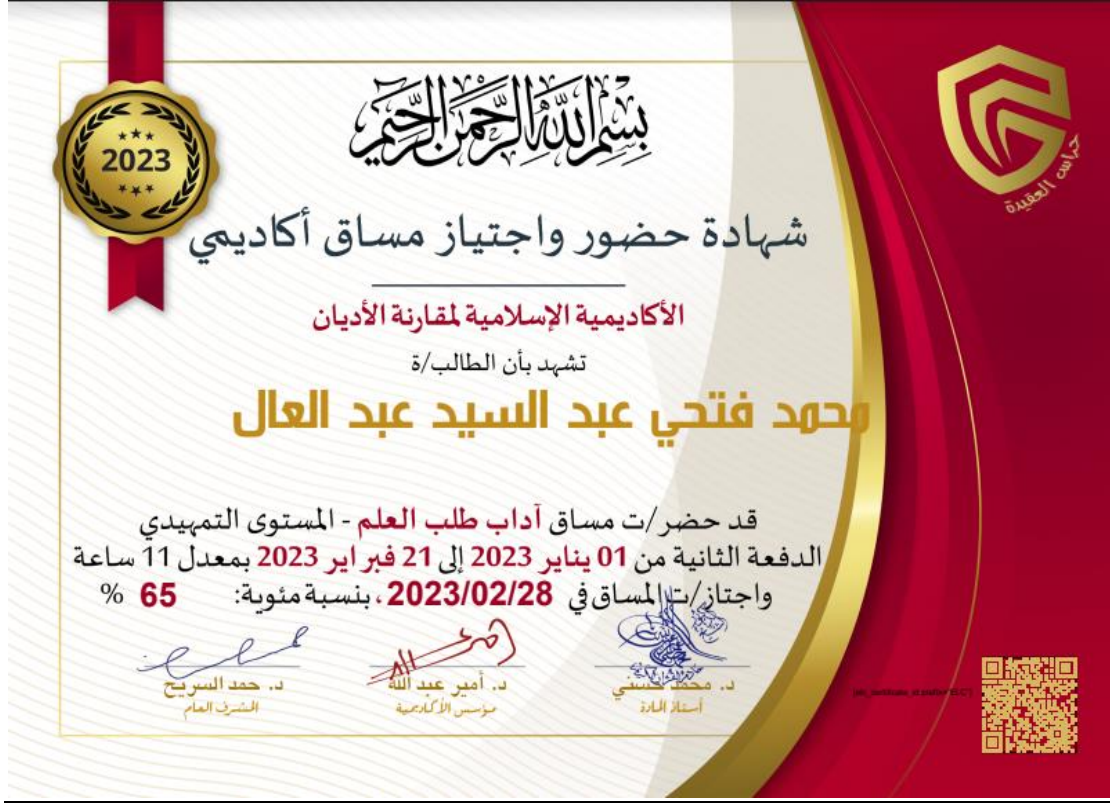 2023
بسم الله الرحمن الرحيم
حراس العقيدة
شهادة حضور واجتياز مساق أكاديمي
الأكاديمية الإسلامية لمقارنة الأديان
تشهد بأن الطالب/ة
محمد فتحي عبد السيد عبد العال
قد حضر/ت مساق آداب طلب العلم - المستوى التمهيدي
الدفعة الثانية من 01 يناير 2023 إلى 21 فبراير 2023 بمعدل 11 ساعة
واجتاز/ت المساق في 2023/02/28، بنسبة مئوية: 65 %
د. محمد حسني
أستاذ المادة
د. أمير عبد الله
مؤسس الأكاديمية
د. حمد السريح
المشرف العام